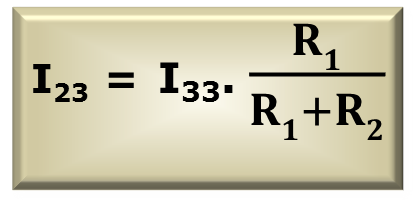 I₂₃ = I₃₃. R₁
R₁+R₂